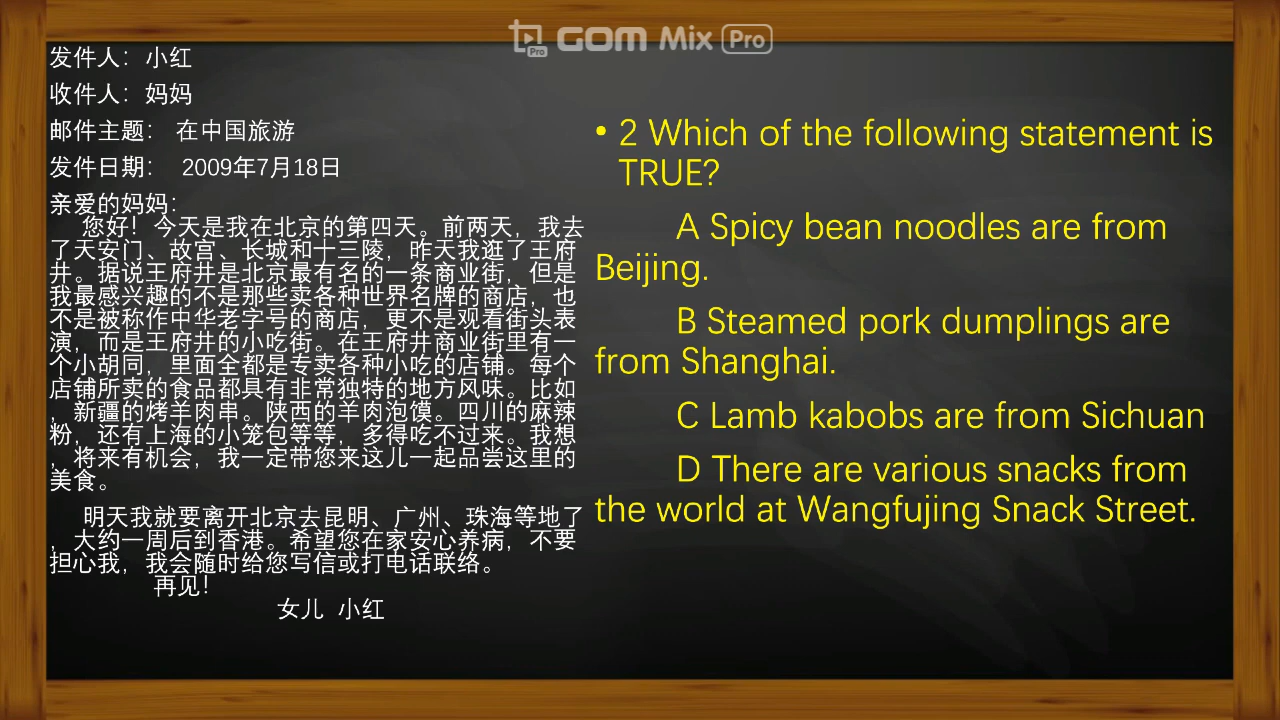 GOM Mix Pro
发件人：小红
收件人：妈妈
邮件主题： 在中国旅游
发件日期： 2009年7月18日
亲爱的妈妈：
您好！今天是我在北京的第四天。前两天，我去
了天安门、故宫、长城和十三陵，昨天我逛了王府
井。据说王府井是北京最有名的一条商业街，但是
我最感兴趣的不是那些卖各种世界名牌的商店，也
不是被称作中华老字号的商店，更不是观看街头表
演，而是王府井的小吃街。在王府井商业街里有一
个小胡同，里面全都是专卖各种小吃的店铺。每个
店铺所卖的食品都具有非常独特的地方风味。比如
，新疆的烤羊肉串。陕西的羊肉泡馍。四川的麻辣
粉，还有上海的小笼包等等，多得吃不过来。我想
，将来有机会，我一定带您来这儿一起品尝这里的
美食。
明天我就要离开北京去昆明、广州、珠海等地了
，大约一周后到香港。希望您在家安心养病，不要
担心我，我会随时给您写信或打电话联络。
再见！
女儿 小红
• 2 Which of the following statement is
TRUE?
A Spicy bean noodles are from
Beijing.
B Steamed pork dumplings are
from Shanghai.
C Lamb kabobs are from Sichuan
D There are various snacks from
the world at Wangfujing Snack Street.